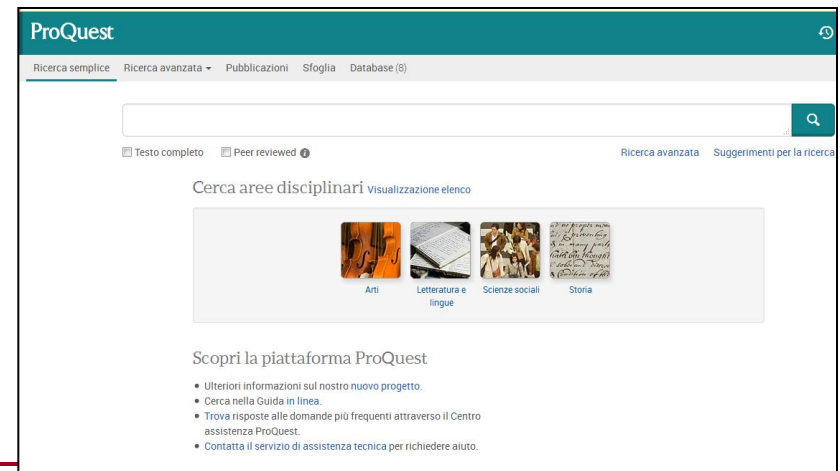 ProQuest
Ricerca semplice Ricerca avanzata Pubblicazioni Sfoglia Database (8)
Testo completo Peer reviewed Ricerca avanzata Suggerimenti per la ricerca
Cerca aree disciplinari Visualizzazione elenco
Arti Letteratura e lingue Scienze sociali Storia
Scopri la piattaforma ProQuest
Ulteriori informazioni sul nostro nuovo progetto.
Cerca nella Guida in linea.
Trova risposte alle domande più frequenti attraverso il Centro
assistenza ProQuest.
Contatta il servizio di assistenza tecnica per richiedere aiuto.